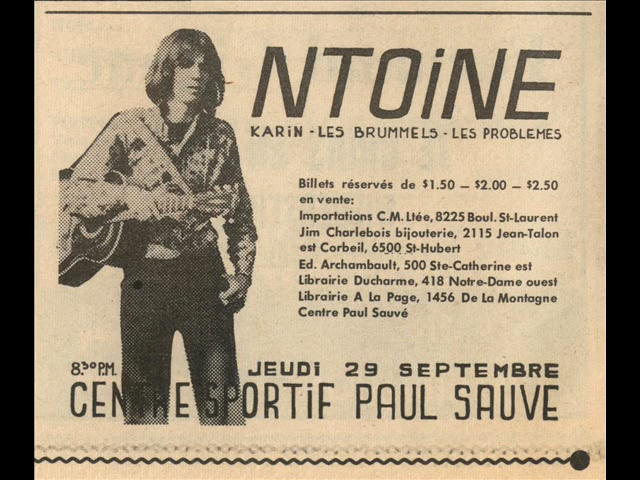 NTOiNE
KARiN - LES BRUMMELS - LES PROBLEMES
Billets réservés de $1.50 — $2.00 — $2.50
en vente:
Importations C.M. Ltée, 8225 Boul. St-Laurent
Jim Charlebois bijouterie, 2115 Jean-Talon
est Corbeil, 6500 St-Hubert
Ed. Archambault, 500 Ste-Catherine est
Librairie Ducharme, 418 Notre-Dame ouest
Librairie A La Page, 1456 De La Montagne
Centre Paul Sauvé
8.30 P.M. JEUDi 29 SEPTEMBRE
CENTRE SPORTiF PAUL SAUVE